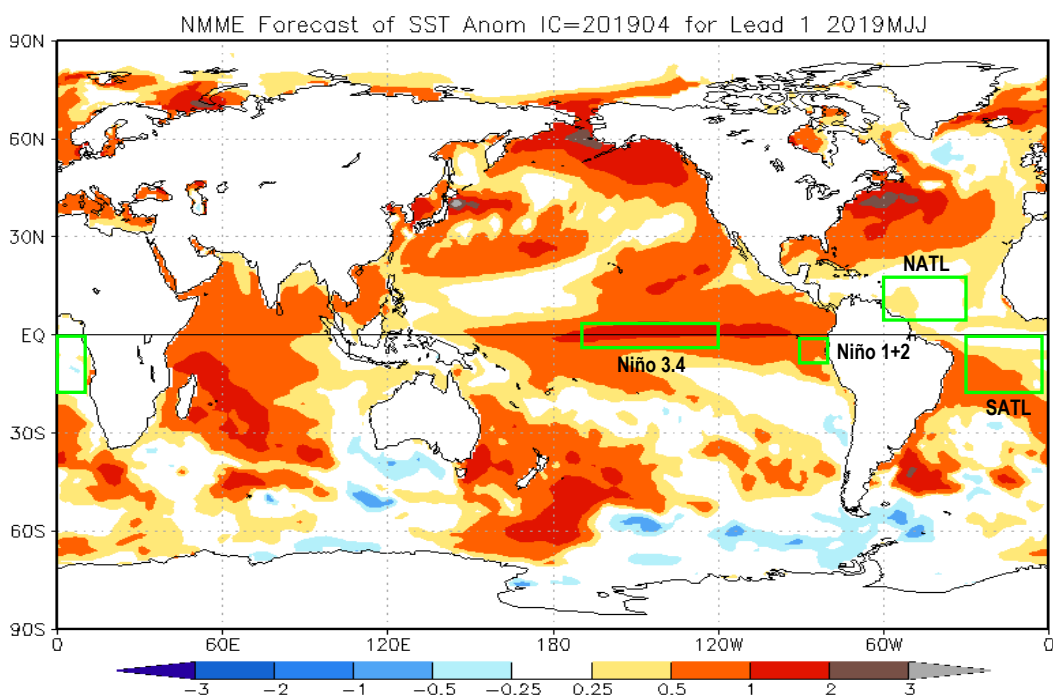 NMME Forecast of SST Anom IC=201904 for Lead 1 2019MJJ
90N
60N
30N
EQ
30S
60S
90S
NATL
Niño 3.4
Niño 1+2
SATL
0 60E 120E 180 120W 60W 0
-3 -2 -1 -0.5 -0.25 0.25 0.5 1 2 3